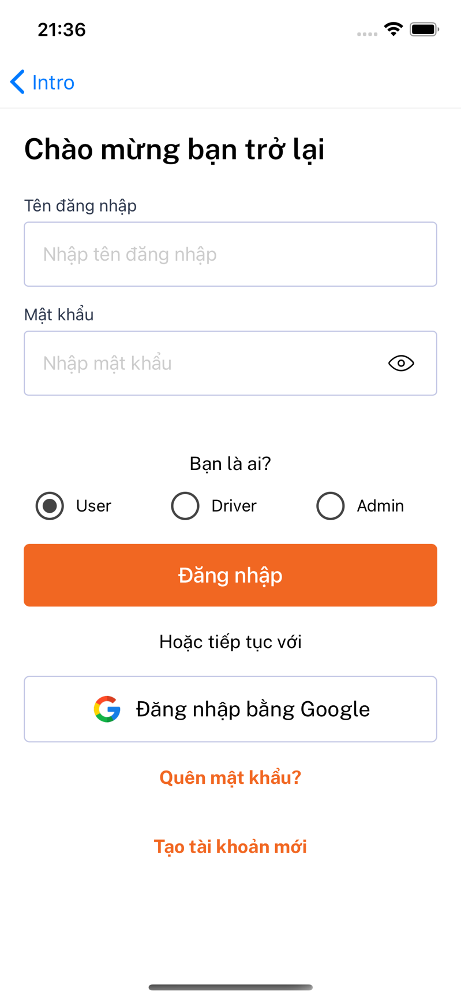 21:36
Intro
Chào mừng bạn trở lại
Tên đăng nhập
Nhập tên đăng nhập
Mật khẩu
Nhập mật khẩu
Bạn là ai?
User Driver Admin
Đăng nhập
Hoặc tiếp tục với
Đăng nhập bằng Google
Quên mật khẩu?
Tạo tài khoản mới